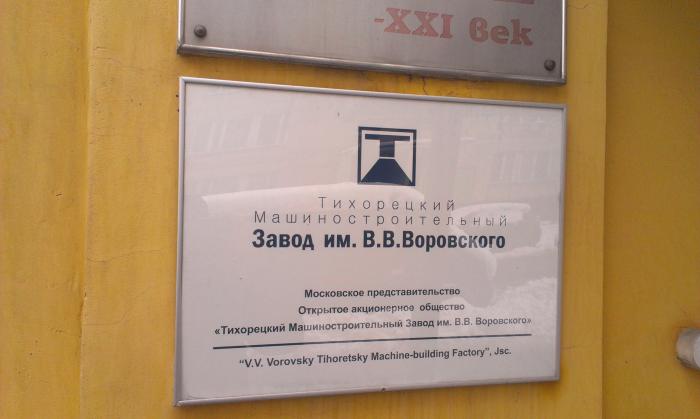 -XXI век
Тихорецкий
Машиностроительный
Завод им. В.В.Воровского
Московское представительство
Открытое акционерное общество
«Тихорецкий Машиностроительный Завод им. В.В. Воровского»
"V.V. Vorovsky Tihoretsky Machine-building Factory", Jsc.